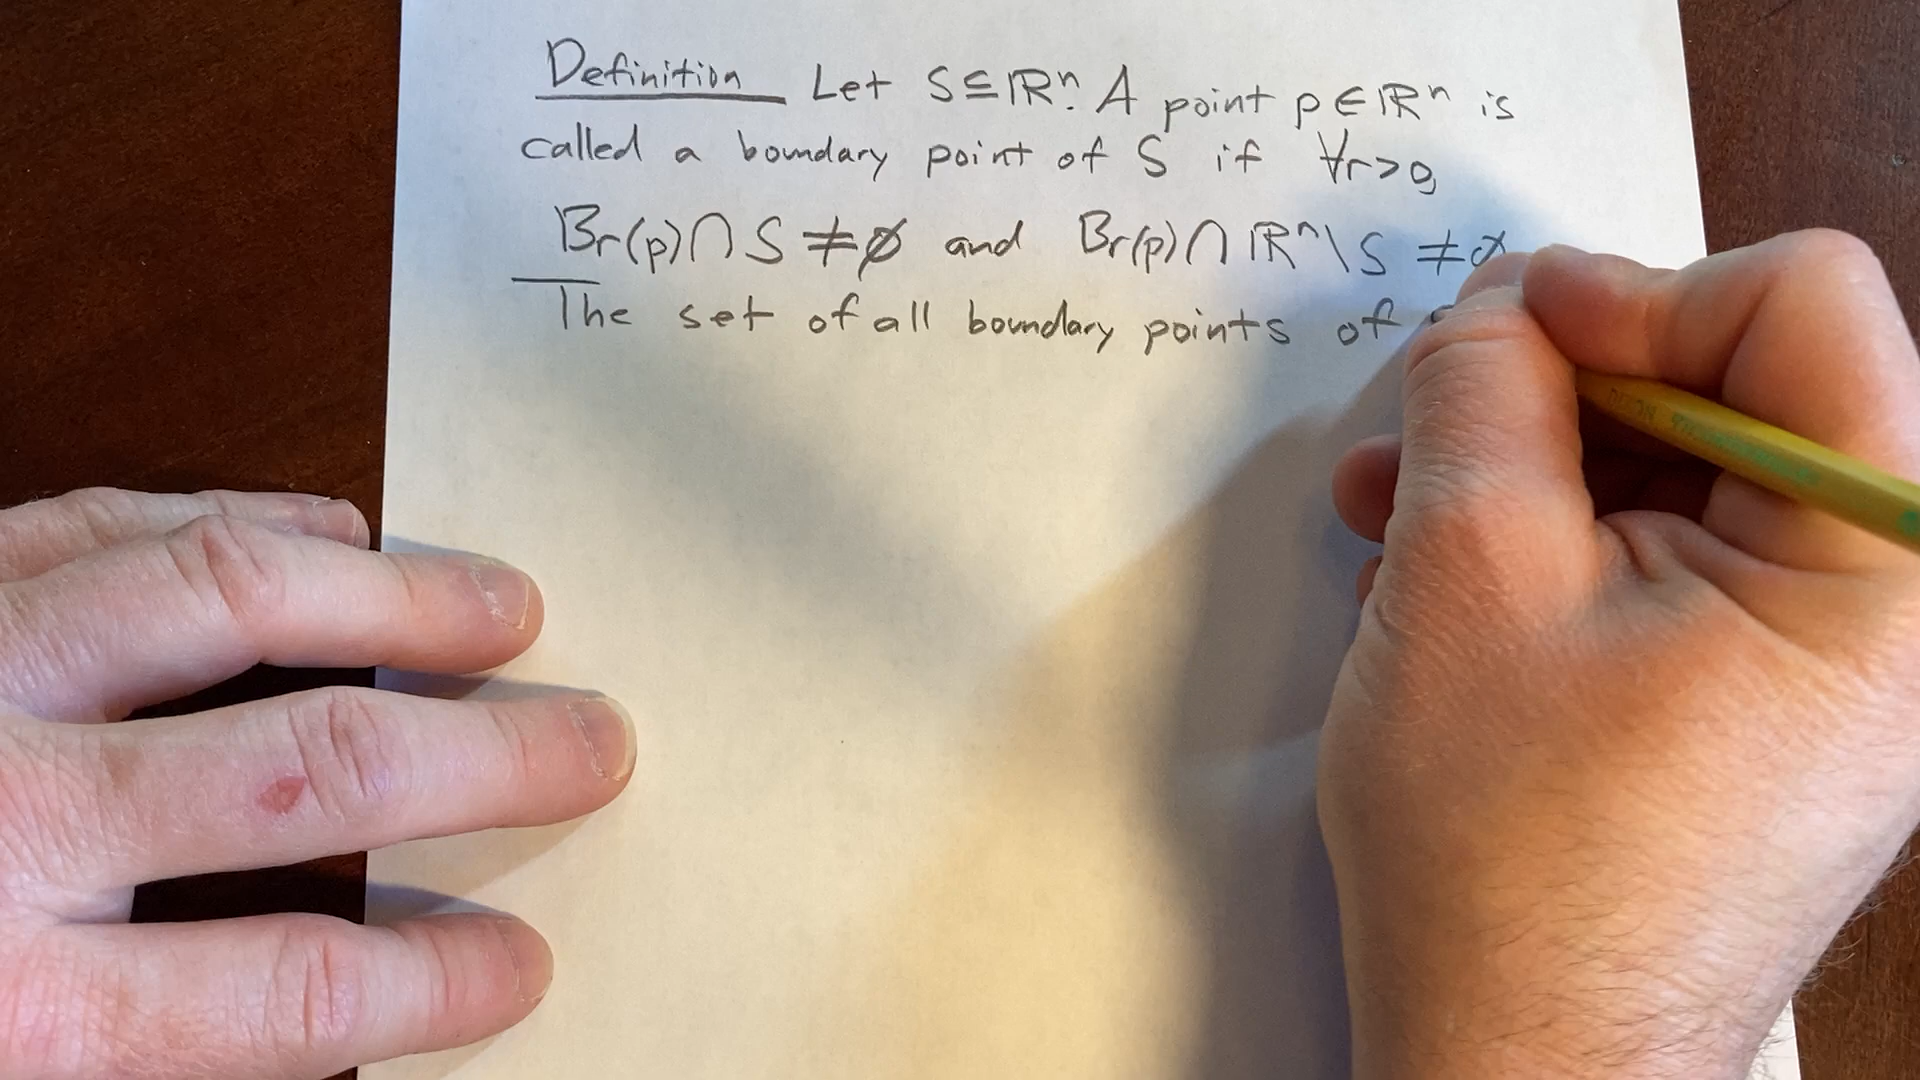 Definition Let S⊆ℝⁿ. A point p∈ℝⁿ is
called a boundary point of S if ∀r>0,
Br(p)∩S≠∅ and Br(p)∩ℝⁿ\S≠∅
The set of all boundary points of